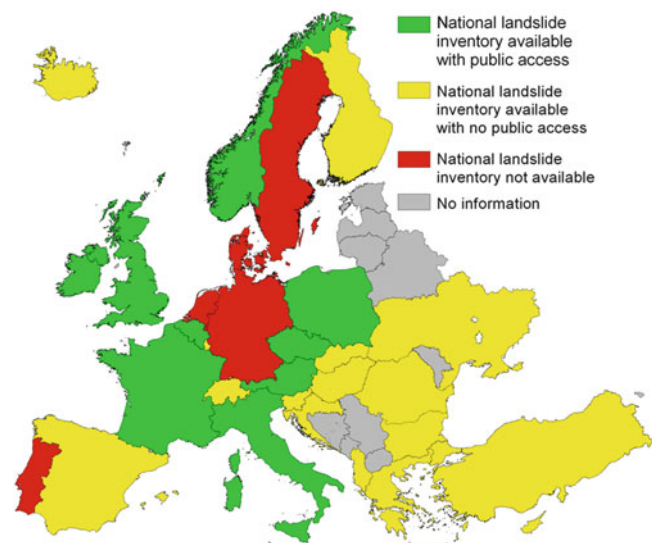 National landslide
inventory available
with public access
National landslide
inventory available
with no public access
National landslide
inventory not available
No information